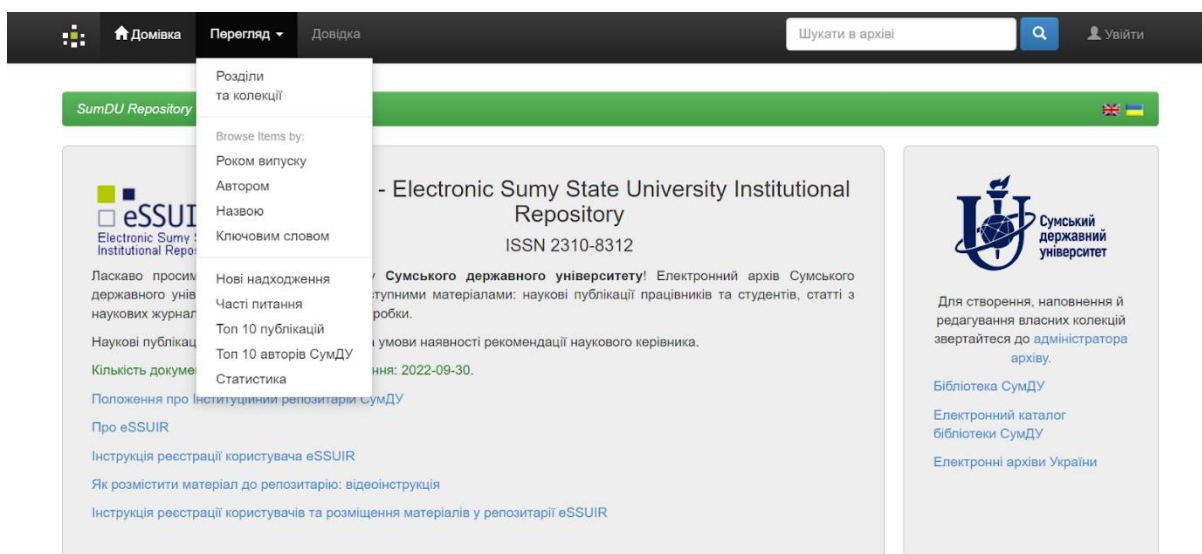 Домівка Перегляд Довідка Шукати в архіві Увійти
Розділи
та колекції
Browse Items by:
Роком випуску
Автором
Назвою
Ключовим словом
Нові надходження
Часті питання
Топ 10 публікацій
Топ 10 авторів СумДУ
Статистика
SumDU Repository
eSSUI
Electronic Sumy
Institutional Repo
- Electronic Sumy State University Institutional
Repository
ISSN 2310-8312
Ласкаво просим у Сумського державного університету! Електронний архів Сумського
державного унів ступними матеріалами: наукові публікації працівників та студентів, статті з
наукових журнал робки.
Наукові публікац а умови наявності рекомендації наукового керівника.
Кількість докуме ння: 2022-09-30.
Положення про Інституційний репозитарій СумДУ
Про eSSUIR
Інструкція реєстрації користувача eSSUIR
Як розмістити матеріал до репозитарію: відеоінструкція
Інструкція реєстрації користувачів та розміщення матеріалів у репозитарії eSSUIR
Сумський
державний
університет
Для створення, наповнення й
редагування власних колекцій
звертайтеся до адміністратора
архіву.
Бібліотека СумДУ
Електронний каталог
бібліотеки СумДУ
Електронні архіви України